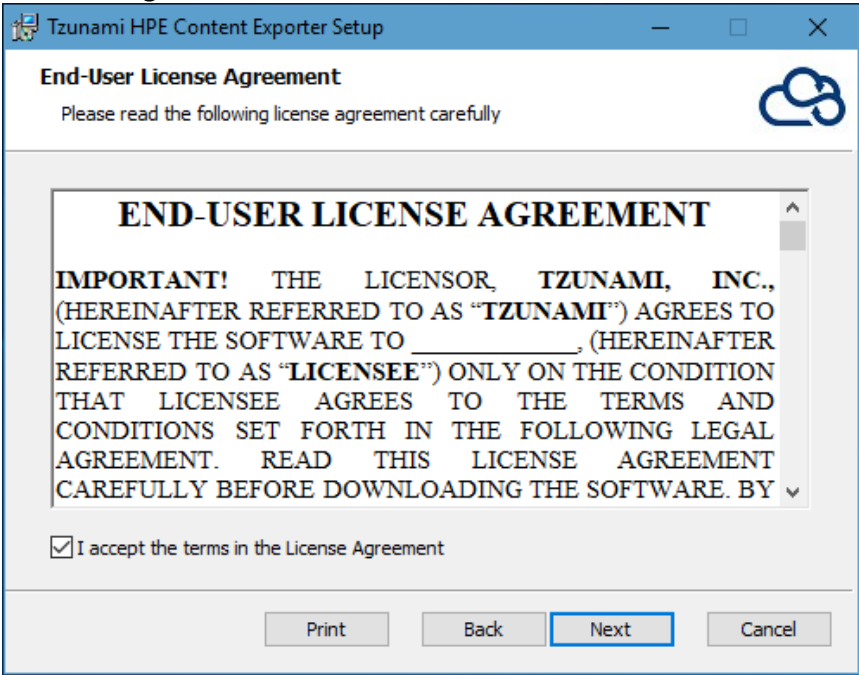 Tzunami HPE Content Exporter Setup
End-User License Agreement
Please read the following license agreement carefully
END-USER LICENSE AGREEMENT
IMPORTANT! THE LICENSOR, TZUNAMI, INC.,
(HEREINAFTER REFERRED TO AS “TZUNAMI”) AGREES TO
LICENSE THE SOFTWARE TO ____________, (HEREINAFTER
REFERRED TO AS “LICENSEE”) ONLY ON THE CONDITION
THAT LICENSEE AGREES TO THE TERMS AND
CONDITIONS SET FORTH IN THE FOLLOWING LEGAL
AGREEMENT. READ THIS LICENSE AGREEMENT
CAREFULLY BEFORE DOWNLOADING THE SOFTWARE. BY
I accept the terms in the License Agreement
Print Back Next Cancel